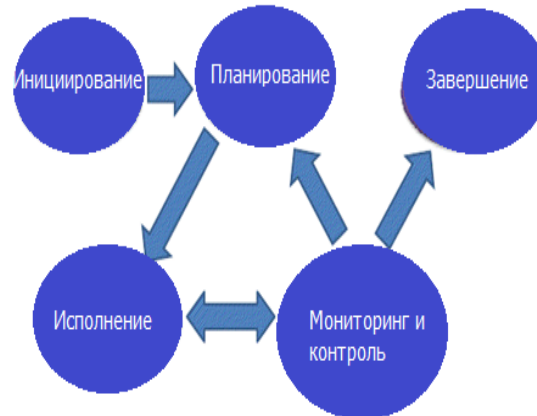 Инициирование
Планирование
Завершение
Исполнение
Мониторинг и
контроль